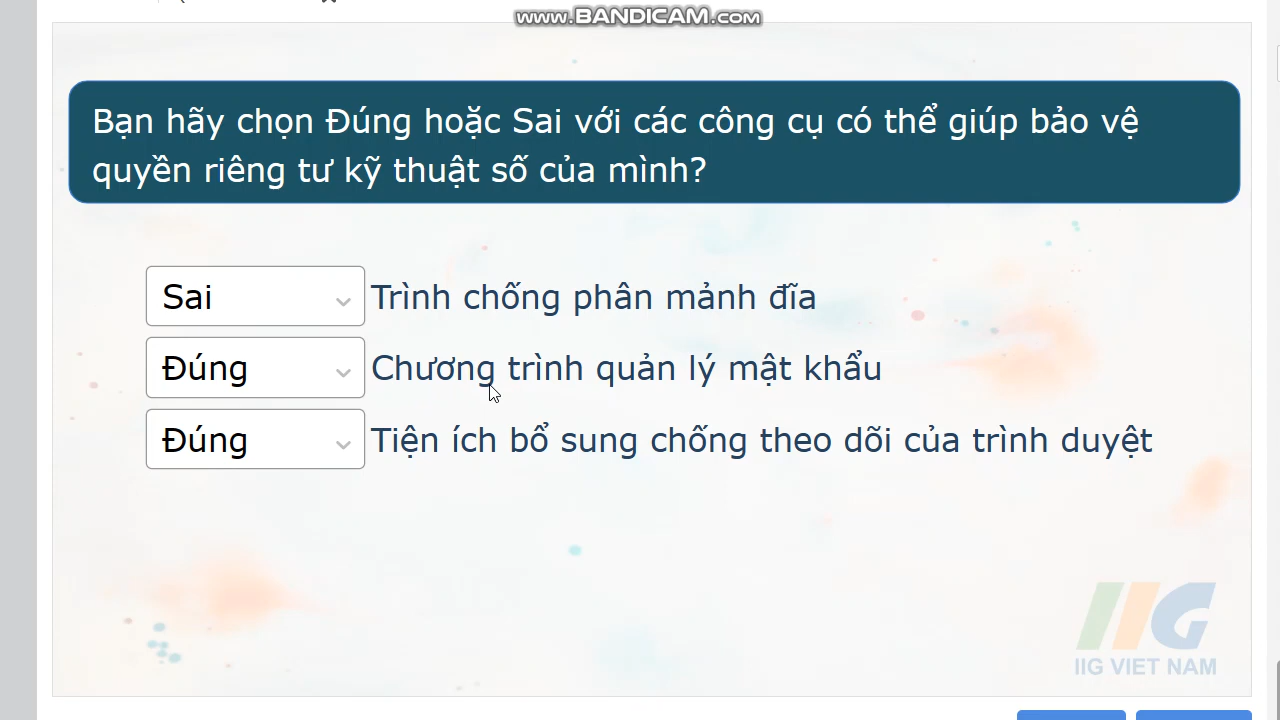 www.BANDICAM.com
Bạn hãy chọn Đúng hoặc Sai với các công cụ có thể giúp bảo vệ
quyền riêng tư kỹ thuật số của mình?
Sai Trình chống phân mảnh đĩa
Đúng Chương trình quản lý mật khẩu
Đúng Tiện ích bổ sung chống theo dõi của trình duyệt
IIG
IIG VIET NAM